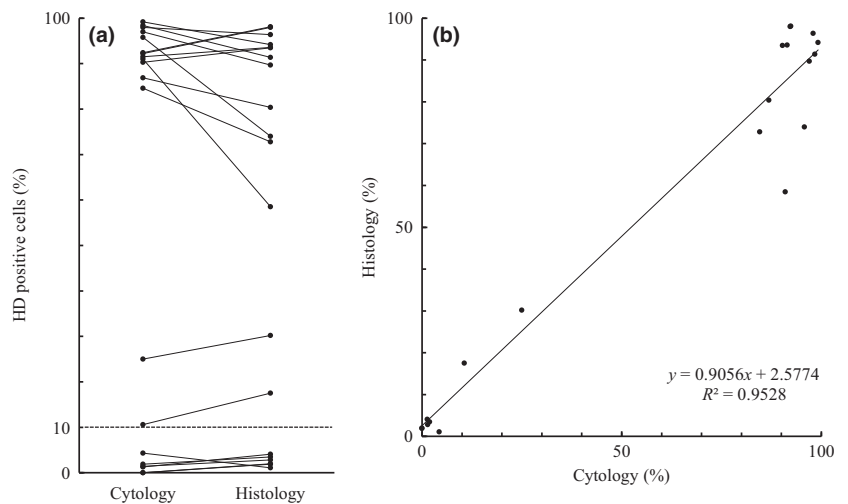 (a)
HD positive cells (%)
100
10
0
Cytology
Histology
(b)
Histology (%)
100
50
0
y = 0.9056x + 2.5774
R² = 0.9528
0
50
100
Cytology (%)